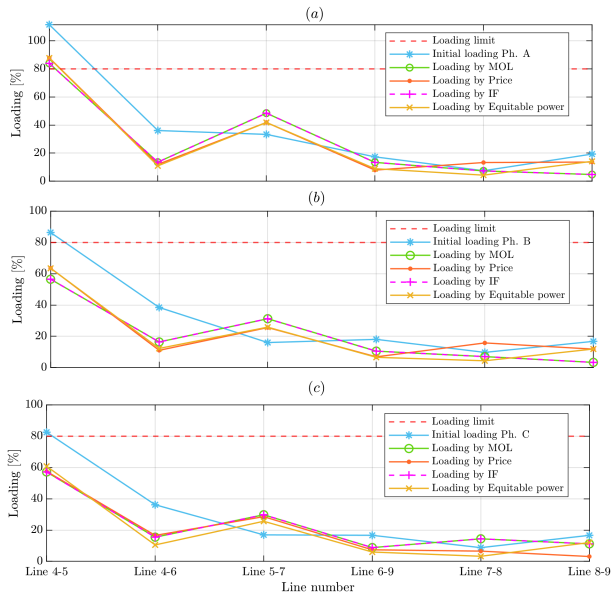 (a)
100
80
60
40
20
0
Loading [%]
Loading limit
Initial loading Ph. A
Loading by MOL
Loading by Price
Loading by IF
Loading by Equitable power
(b)
100
80
60
40
20
0
Loading [%]
Loading limit
Initial loading Ph. B
Loading by MOL
Loading by Price
Loading by IF
Loading by Equitable power
(c)
100
80
60
40
20
0
Loading [%]
Loading limit
Initial loading Ph. C
Loading by MOL
Loading by Price
Loading by IF
Loading by Equitable power
Line 4-5 Line 4-6 Line 5-7 Line 6-9 Line 7-8 Line 8-9
Line number